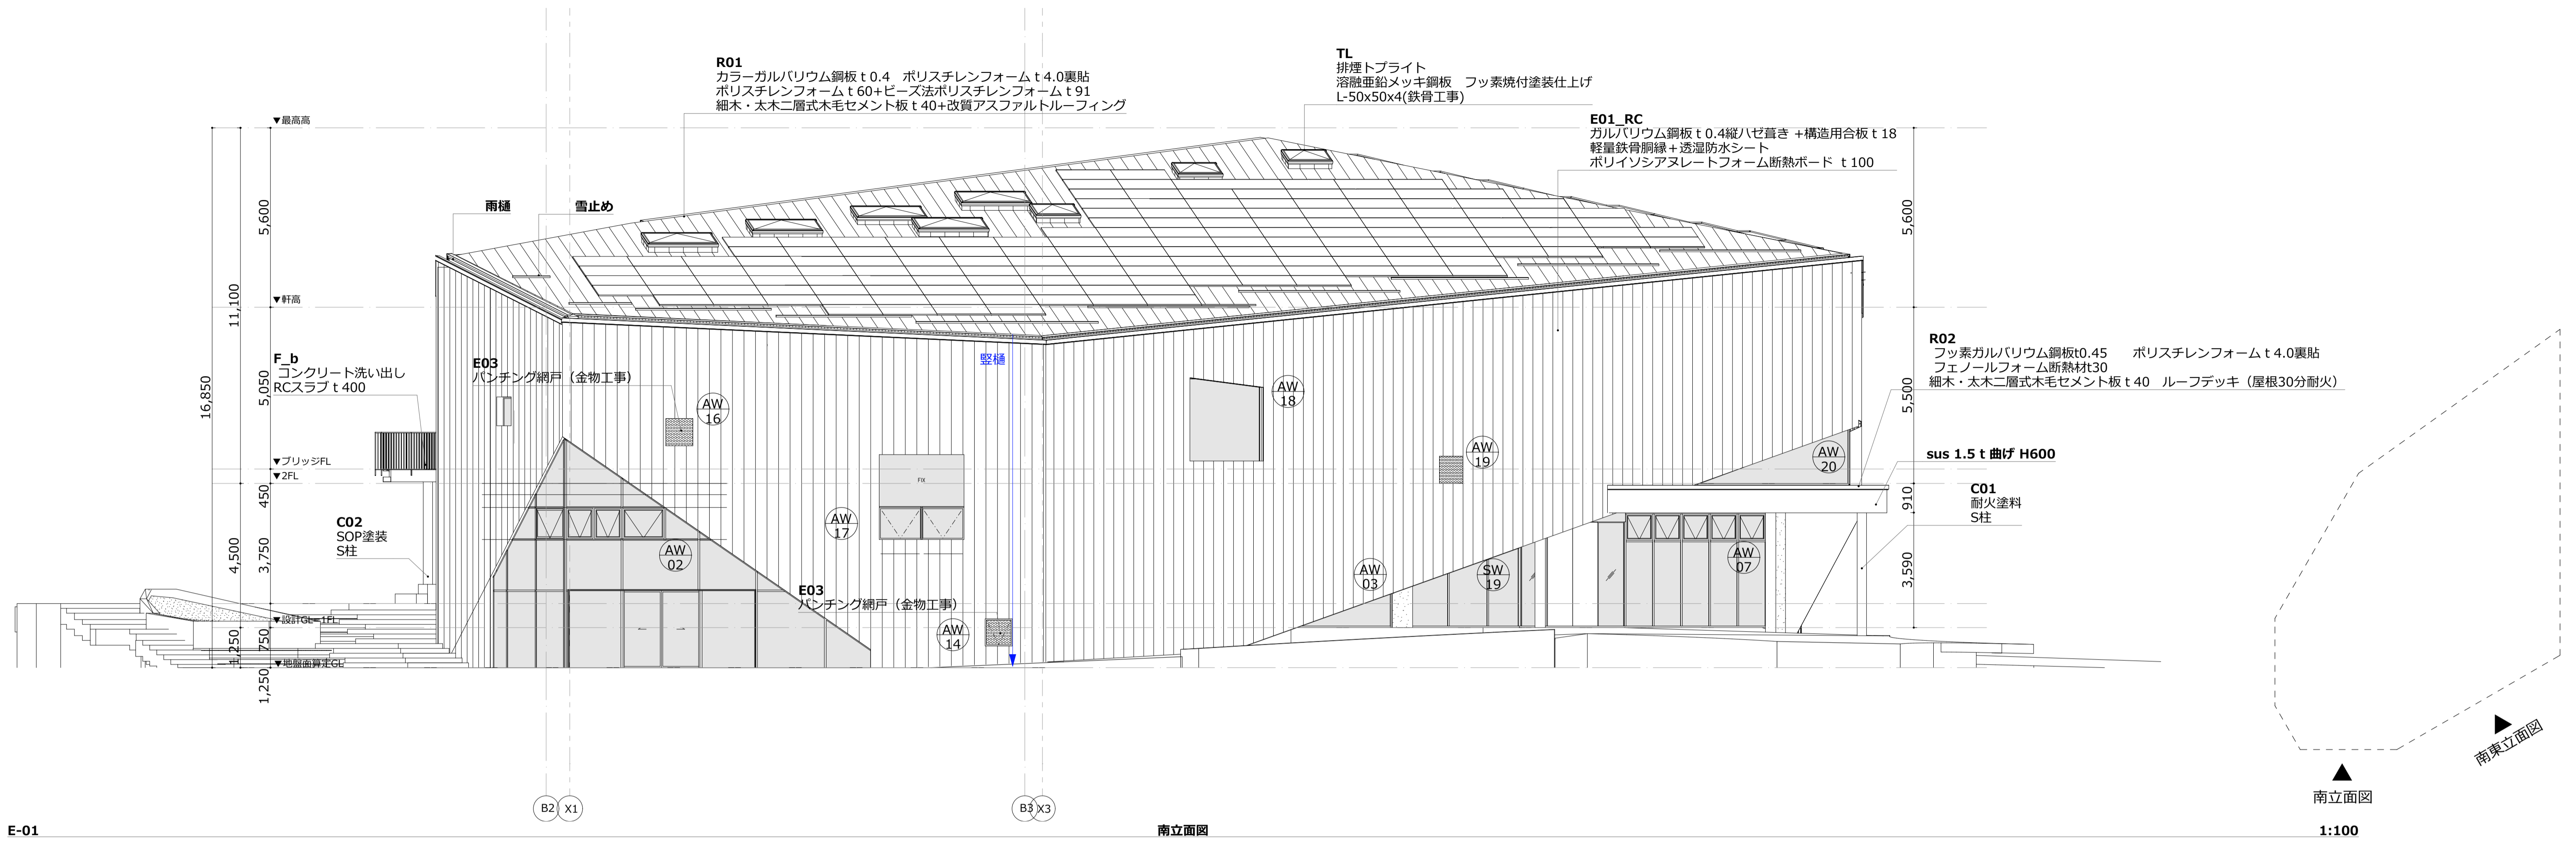 R01
カラーガルバリウム鋼板 t 0.4　ポリスチレンフォーム t 4.0裏貼
ポリスチレンフォーム t 60+ビーズ法ポリスチレンフォーム t 91
細木・太木二層式木毛セメント板 t 40+改質アスファルトルーフィング
TL
排煙トプライト
溶融亜鉛メッキ鋼板　フッ素焼付塗装仕上げ
L-50x50x4(鉄骨工事)
E01_RC
ガルバリウム鋼板 t 0.4縦ハゼ葺き +構造用合板 t 18
軽量鉄骨胴縁＋透湿防水シート
ポリイソシアヌレートフォーム断熱ボード t 100
▼最高高
雨樋
雪止め
5,600
5,600
11,100
▼軒高
16,850
F_b
コンクリート洗い出し
RCスラブ t 400
5,050
E03
パンチング網戸（金物工事）
竪樋
AW
16
AW
18
R02
フッ素ガルバリウム鋼板t0.45　ポリスチレンフォーム t 4.0裏貼
フェノールフォーム断熱材t30
細木・太木二層式木毛セメント板 t 40　ルーフデッキ（屋根30分耐火）
5,500
AW
19
AW
20
sus 1.5 t 曲げ H600
▼ブリッジFL
▼2FL
450
FIX
910
C01
耐火塗料
S柱
C02
SOP塗装
S柱
AW
17
AW
02
4,500
3,750
AW
03
SW
19
AW
07
3,590
E03
パンチング網戸（金物工事）
▼設計GL=1FL
AW
14
1,250
750
▼地盤面算定GL
1,250
B2
X1
B3
X3
南東立面図
南立面図
E-01
南立面図
1:100